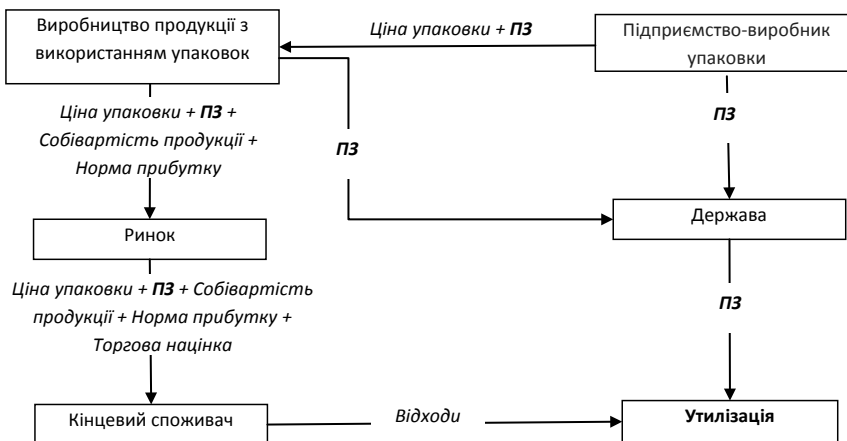 Виробництво продукції з
використанням упаковок
Ціна упаковки + ПЗ
Підприємство-виробник
упаковки
Ціна упаковки + ПЗ +
Собівартість продукції +
Норма прибутку
ПЗ
ПЗ
Ринок
Держава
Ціна упаковки + ПЗ + Собівартість
продукції + Норма прибутку +
Торгова націнка
ПЗ
Кінцевий споживач
Відходи
Утилізація